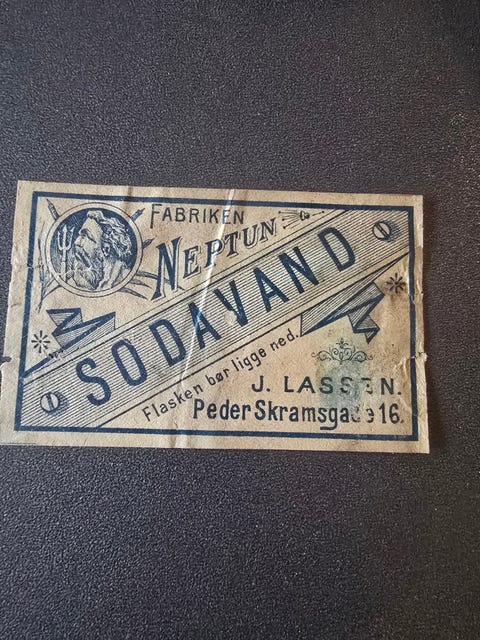 FABRIKEN
NEPTUN
SODAVAND
Flasken bør ligge ned.
J. LASSEN.
Peder Skramsgade 16.